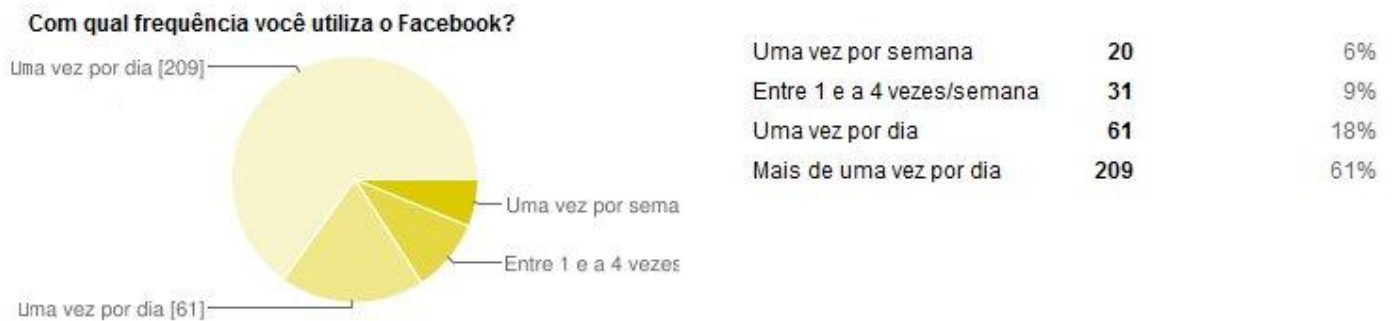 Com qual frequência você utiliza o Facebook?
Uma vez por dia [209]
Uma vez por sema
Entre 1 e a 4 vezes
Uma vez por dia [61]
Uma vez por semana 20 6%
Entre 1 e a 4 vezes/semana 31 9%
Uma vez por dia 61 18%
Mais de uma vez por dia 209 61%